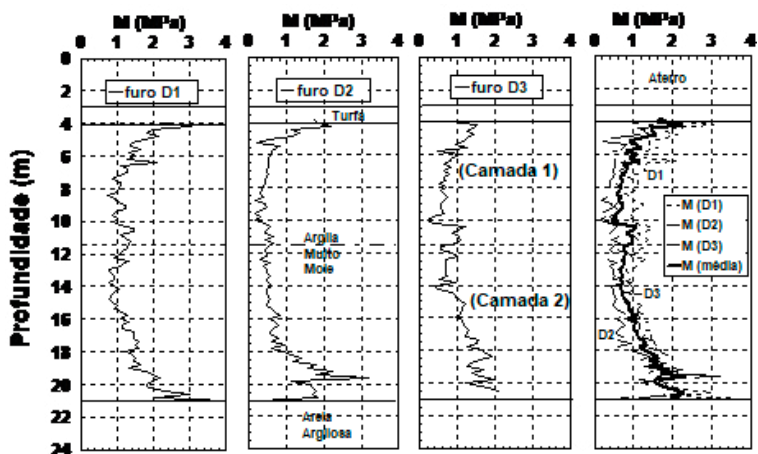 M (MPa) M (MPa) M (MPa) M (MPa)
0 1 2 3 4 0 1 2 3 4 0 1 2 3 4 0 1 2 3 4
Profundidade (m)
0
2
4
6
8
10
12
14
16
18
20
22
24
furo D1
furo D2
Turfa
Argila
Muito
Mole
Areia
Argilosa
furo D3
(Camada 1)
(Camada 2)
Aterro
D1
M (D1)
M (D2)
M (D3)
M (média)
D3
D2